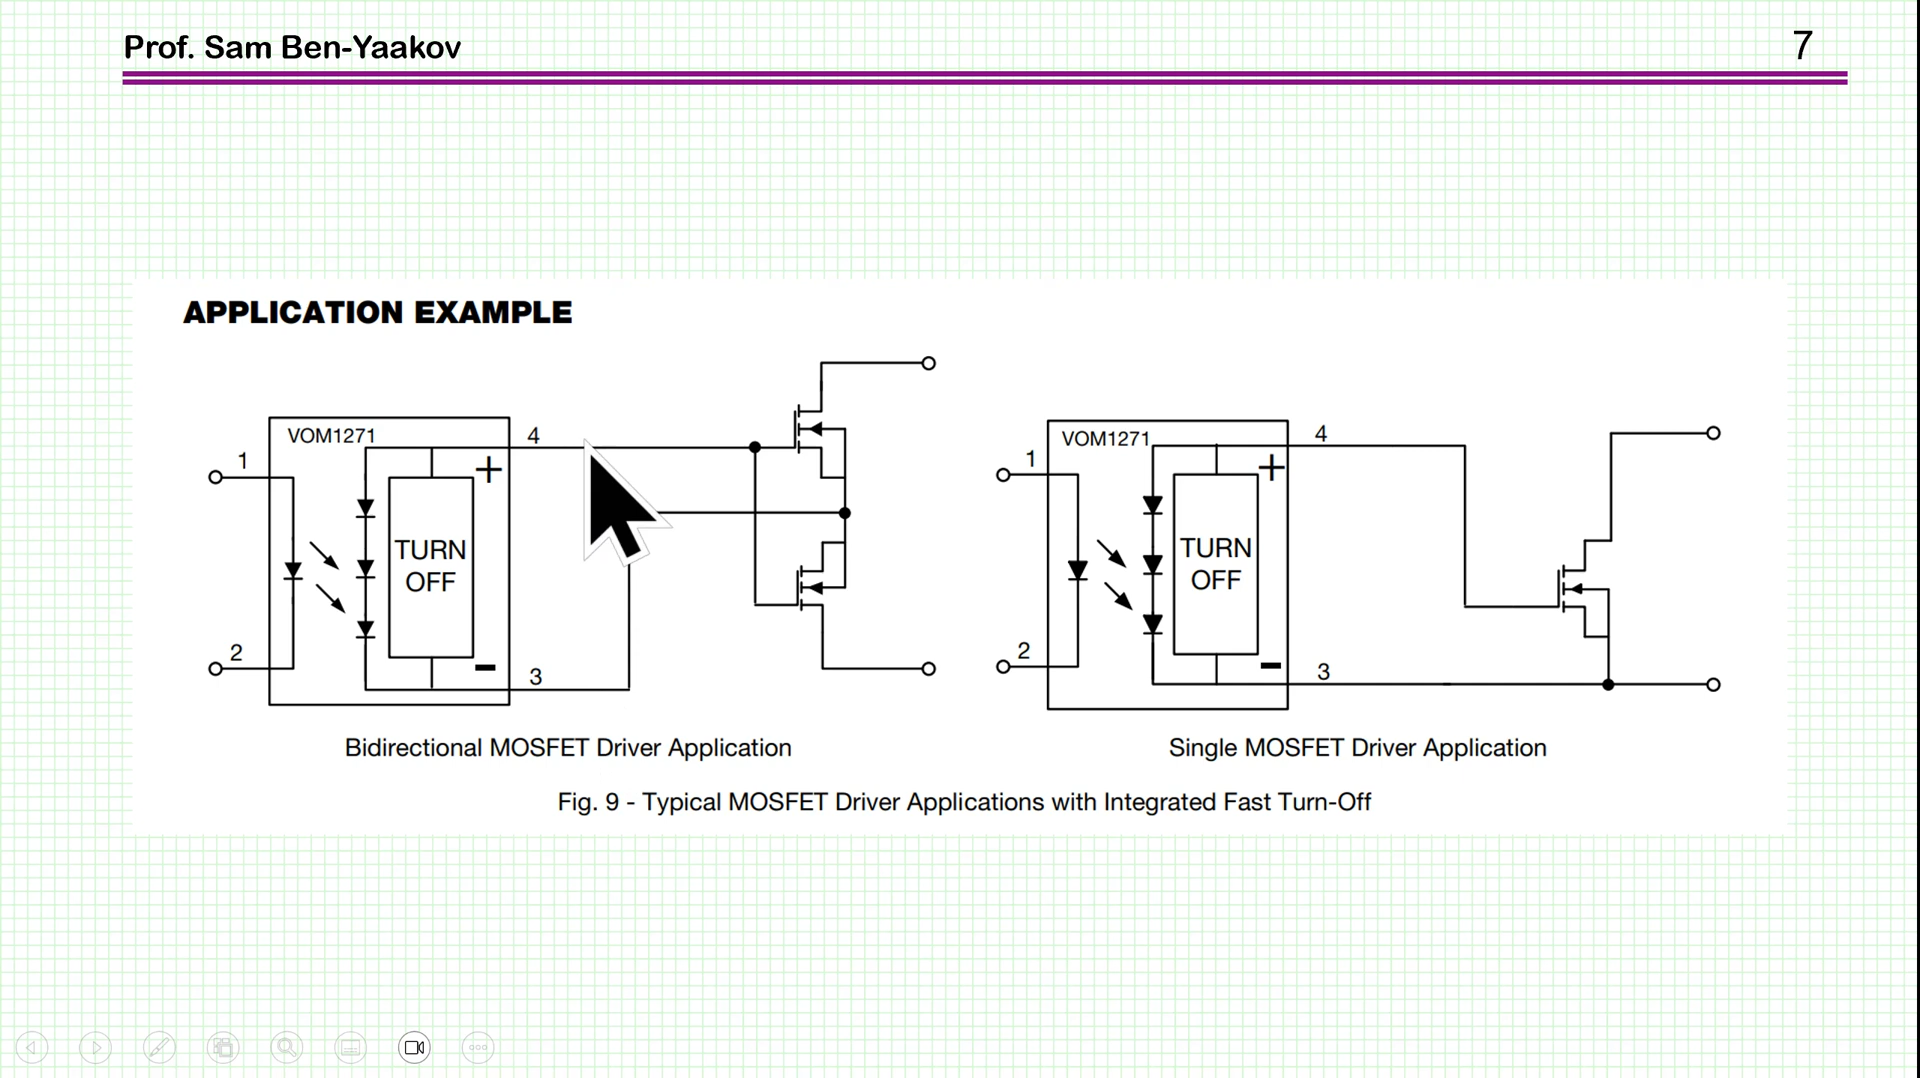 Prof. Sam Ben-Yaakov
7
APPLICATION EXAMPLE
VOM1271
4
1
+
TURN
OFF
2
-
3
Bidirectional MOSFET Driver Application
VOM1271
4
1
+
TURN
OFF
2
-
3
Single MOSFET Driver Application
Fig. 9 - Typical MOSFET Driver Applications with Integrated Fast Turn-Off